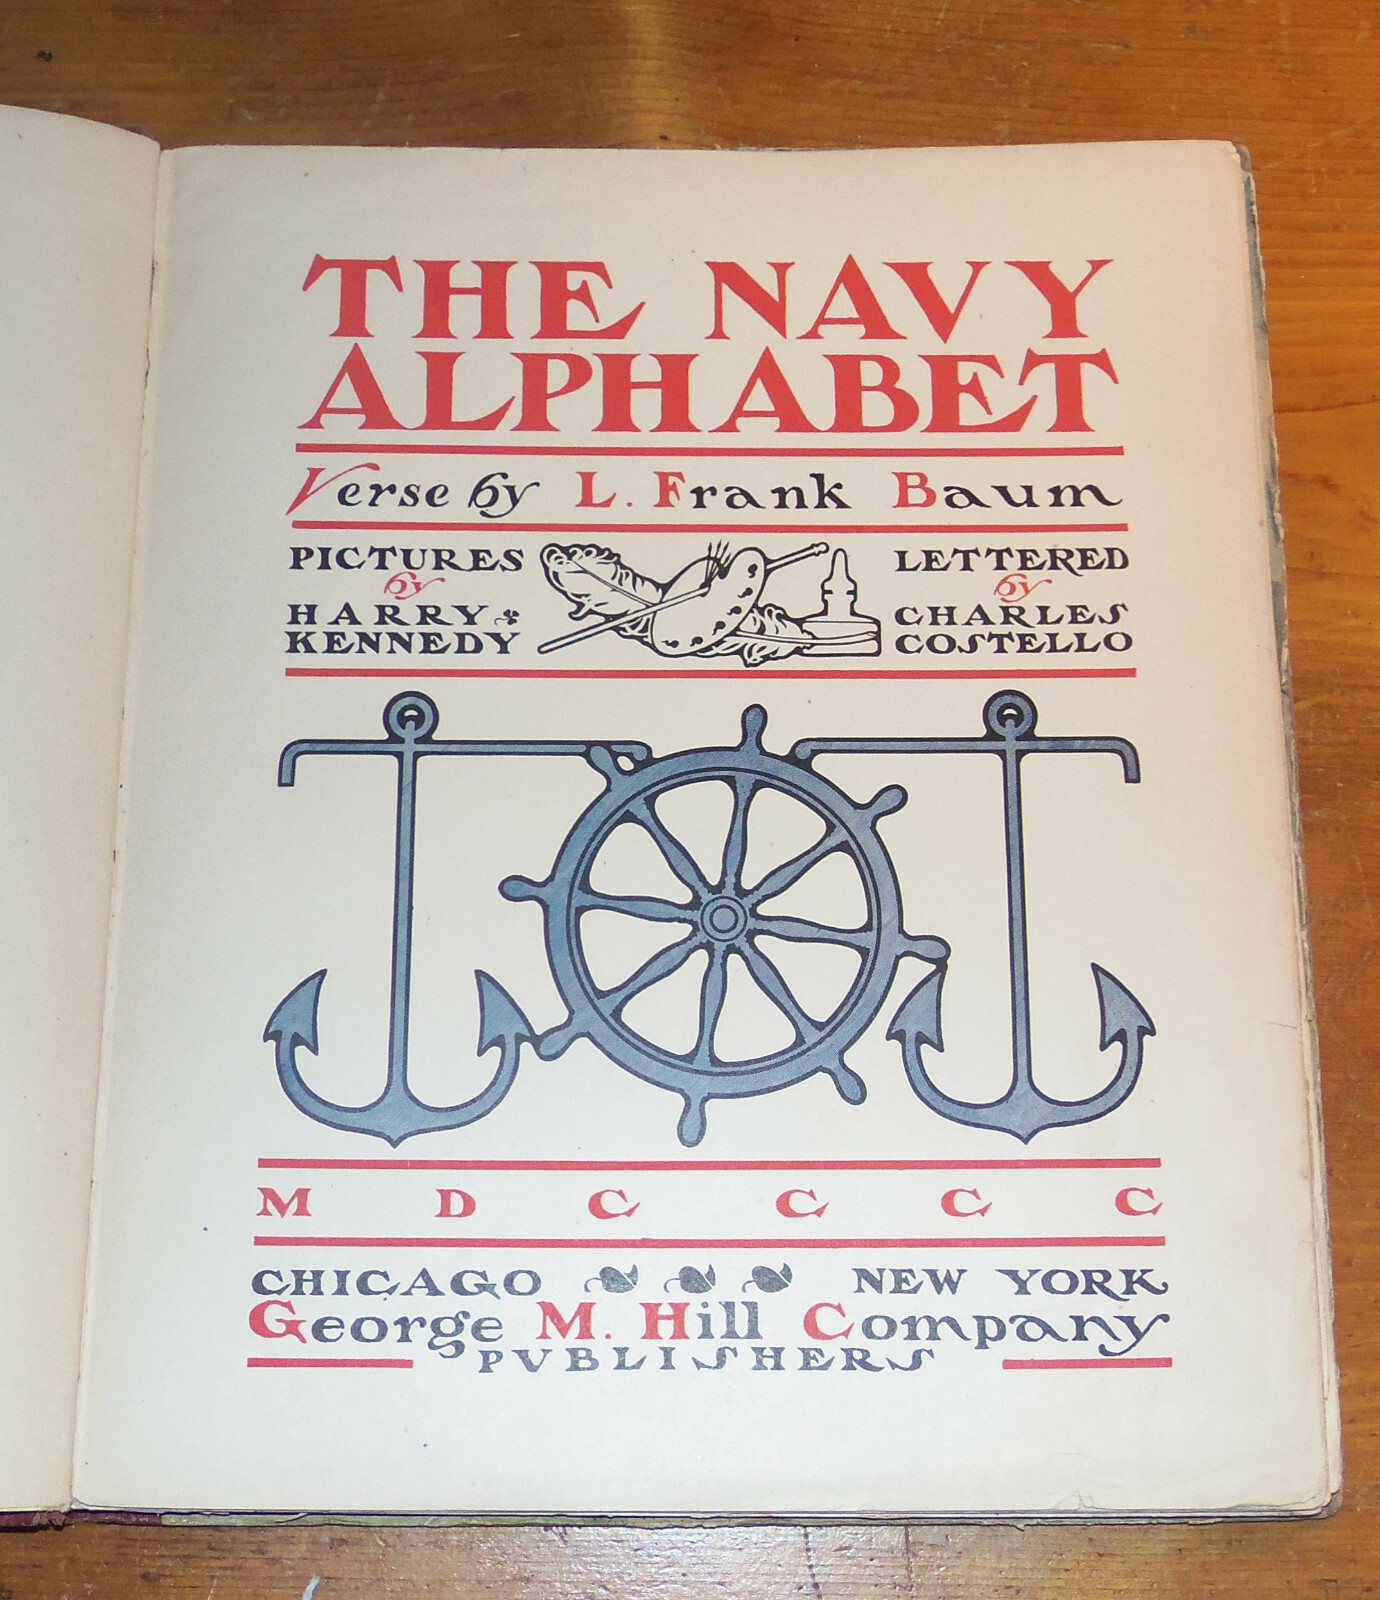 THE NAVY
ALPHABET
Verse by L. Frank Baum
PICTURES
by
HARRY
KENNEDY
LETTERED
by
CHARLES
COSTELLO
M D C C C C
CHICAGO NEW YORK
George M. Hill Company
PVBLISHERS